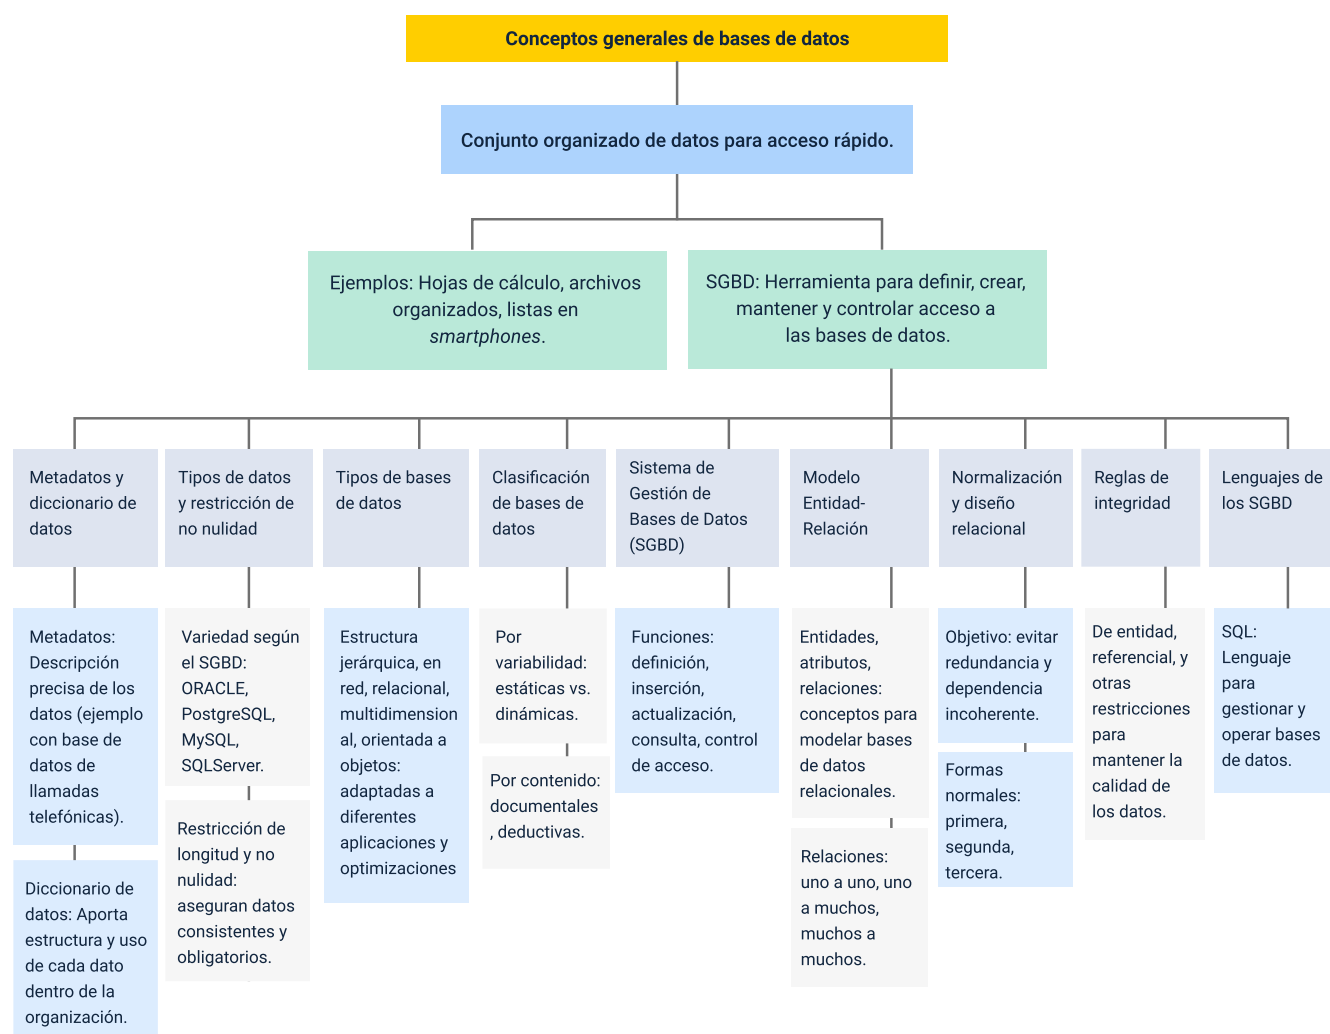 Conceptos generales de bases de datos
Conjunto organizado de datos para acceso rápido.
Ejemplos: Hojas de cálculo, archivos
organizados, listas en
smartphones.
SGBD: Herramienta para definir, crear,
mantener y controlar acceso a
las bases de datos.
Metadatos y
diccionario de
datos
Tipos de datos
y restricción de
no nulidad
Tipos de bases
de datos
Clasificación
de bases de
datos
Sistema de
Gestión de
Bases de Datos
(SGBD)
Modelo
Entidad-
Relación
Normalización
y diseño
relacional
Reglas de
integridad
Lenguajes de
los SGBD
Metadatos:
Descripción
precisa de los
datos (ejemplo
con base de
datos de
llamadas
telefónicas).
Diccionario de
datos: Aporta
estructura y uso
de cada dato
dentro de la
organización.
Variedad según
el SGBD:
ORACLE,
PostgreSQL,
MySQL,
SQLServer.
Restricción de
longitud y no
nulidad:
aseguran datos
consistentes y
obligatorios.
Estructura
jerárquica, en
red, relacional,
multidimension
al, orientada a
objetos:
adaptadas a
diferentes
aplicaciones y
optimizaciones
Por
variabilidad:
estáticas vs.
dinámicas.
Por contenido:
documentales
, deductivas.
Funciones:
definición,
inserción,
actualización,
consulta, control
de acceso.
Entidades,
atributos,
relaciones:
conceptos para
modelar bases
de datos
relacionales.
Relaciones:
uno a uno, uno
a muchos,
muchos a
muchos.
Objetivo: evitar
redundancia y
dependencia
incoherente.
Formas
normales:
primera,
segunda,
tercera.
De entidad,
referencial, y
otras
restricciones
para
mantener la
calidad de
los datos.
SQL:
Lenguaje
para
gestionar y
operar bases
de datos.